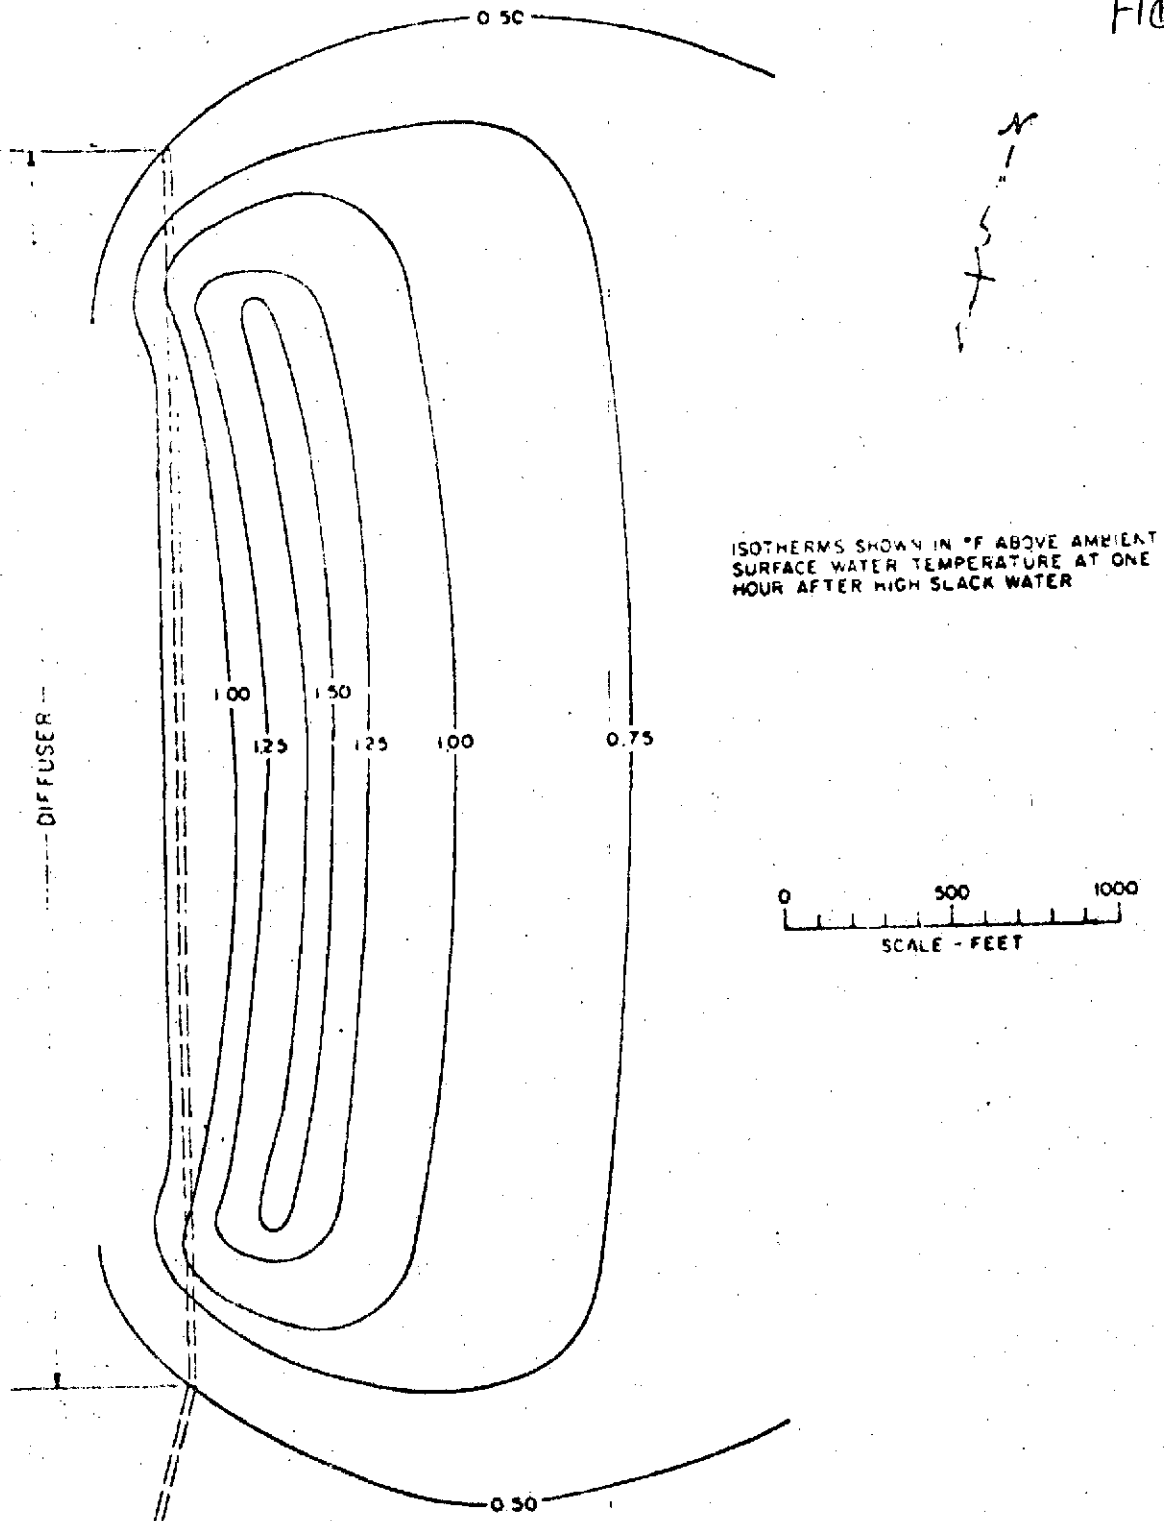 0.50
N
DIFFUSER
ISOTHERMS SHOWN IN °F ABOVE AMBIENT
SURFACE WATER TEMPERATURE AT ONE
HOUR AFTER HIGH SLACK WATER
1.00
1.50
1.25
1.25
1.00
0.75
0
500
1000
SCALE - FEET
0.50